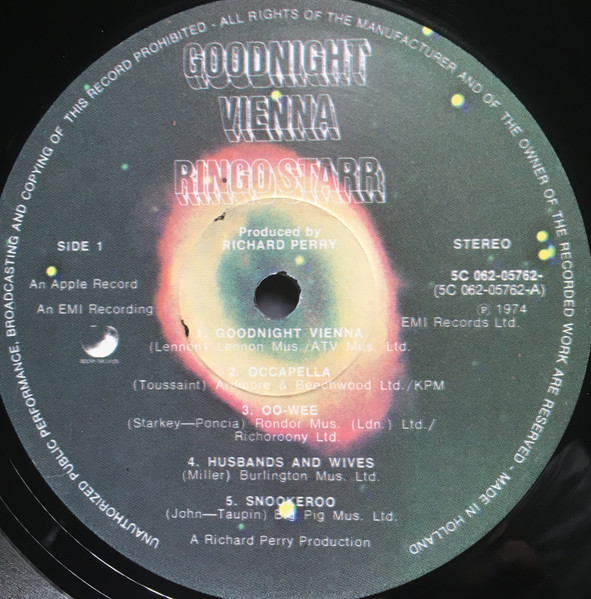 UNAUTHORIZED PUBLIC PERFORMANCE, BROADCASTING AND COPYING OF THIS RECORD PROHIBITED - ALL RIGHTS OF THE MANUFACTURER AND OF THE OWNER OF THE RECORDED WORK ARE RESERVED - MADE IN HOLLAND
GOODNIGHT
VIENNA
RINGO STARR
Produced by
RICHARD PERRY
SIDE 1
STEREO
An Apple Record
An EMI Recording
5C 062-05762-
(5C 062-05762-A)
℗ 1974
EMI Records Ltd.
1. GOODNIGHT VIENNA
(Lennon) Lennon Mus./ATV Mus. Ltd.
2. OCCAPELLA
(Toussaint) Ardmore & Beechwood Ltd./KPM
3. OO-WEE
(Starkey—Poncia) Rondor Mus. (Ldn.) Ltd./
Richoroony Ltd.
4. HUSBANDS AND WIVES
(Miller) Burlington Mus. Ltd.
5. SNOOKEROO
(John—Taupin) Big Pig Mus. Ltd.
A Richard Perry Production